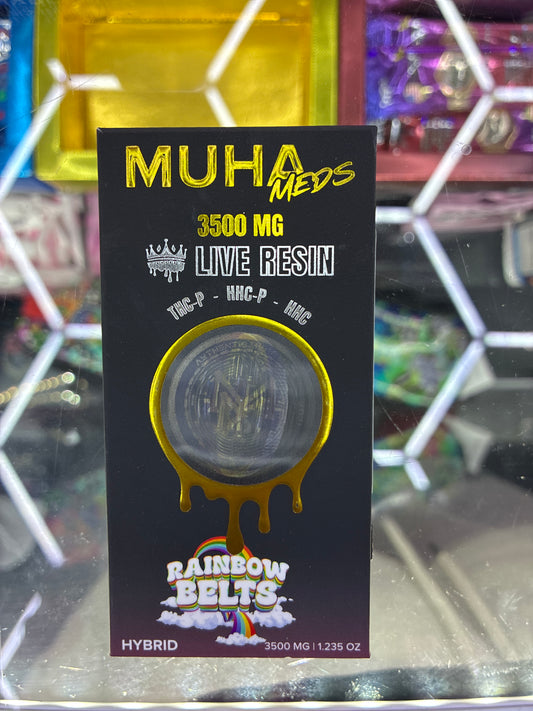 MUHA
MEDS
3500 MG
LIVE RESIN
THC-P - HHC-P - HHC
RAINBOW
BELTS
HYBRID
3500 MG | 1.235 OZ